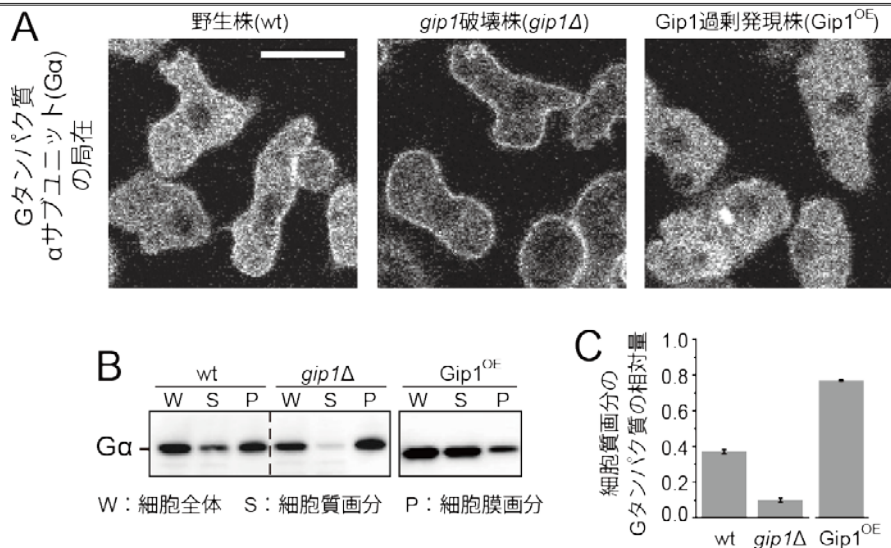 A
野生株(wt)
gip1破壊株(gip1Δ)
Gip1過剰発現株(Gip1OE)
Gタンパク質
αサブユニット(Gα)
の局在
B
wt
gip1Δ
Gip1OE
W S P W S P W S P
Gα
W：細胞全体 S：細胞質画分 P：細胞膜画分
C
細胞質画分の
Gタンパク質の相対量
1.0
0.8
0.6
0.4
0.2
0.0
wt gip1Δ Gip1OE